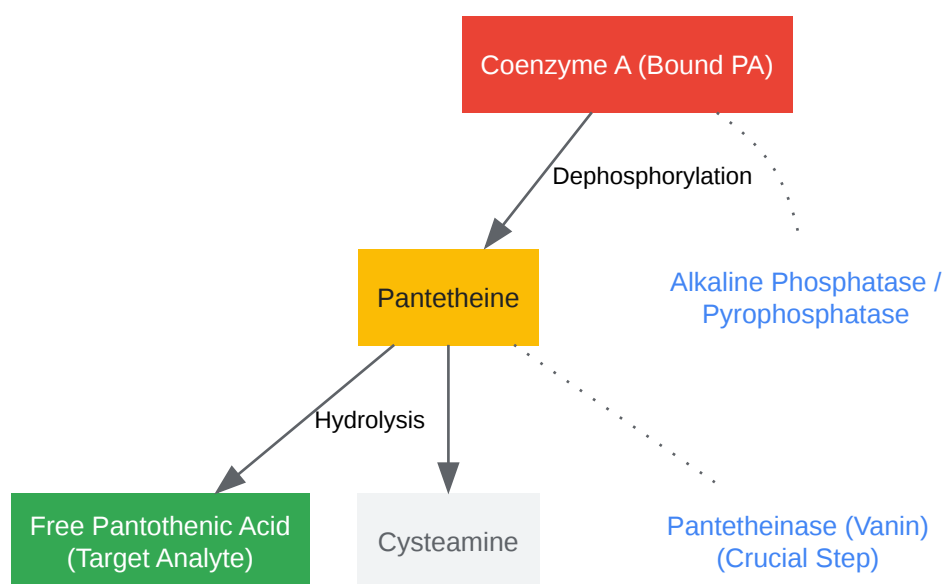 Coenzyme A (Bound PA)
Dephosphorylation
Pantetheine
Alkaline Phosphatase /
Pyrophosphatase
Hydrolysis
Free Pantothenic Acid
(Target Analyte)
Cysteamine
Pantetheinase (Vanin)
(Crucial Step)